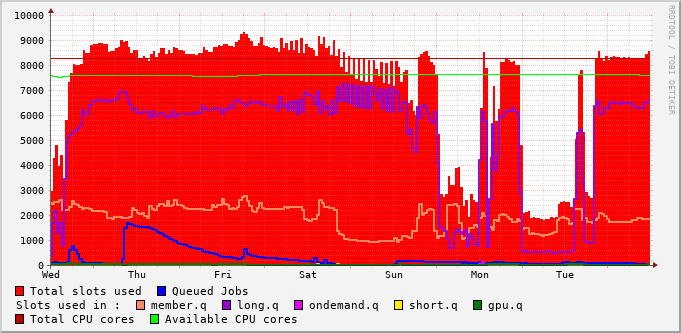 10000
9000
8000
7000
6000
5000
4000
3000
2000
1000
0
Wed Thu Fri Sat Sun Mon Tue
RRDTOOL / TOBI OETIKER
Total slots used Queued Jobs
Slots used in : member.q long.q ondemand.q short.q gpu.q
Total CPU cores Available CPU cores